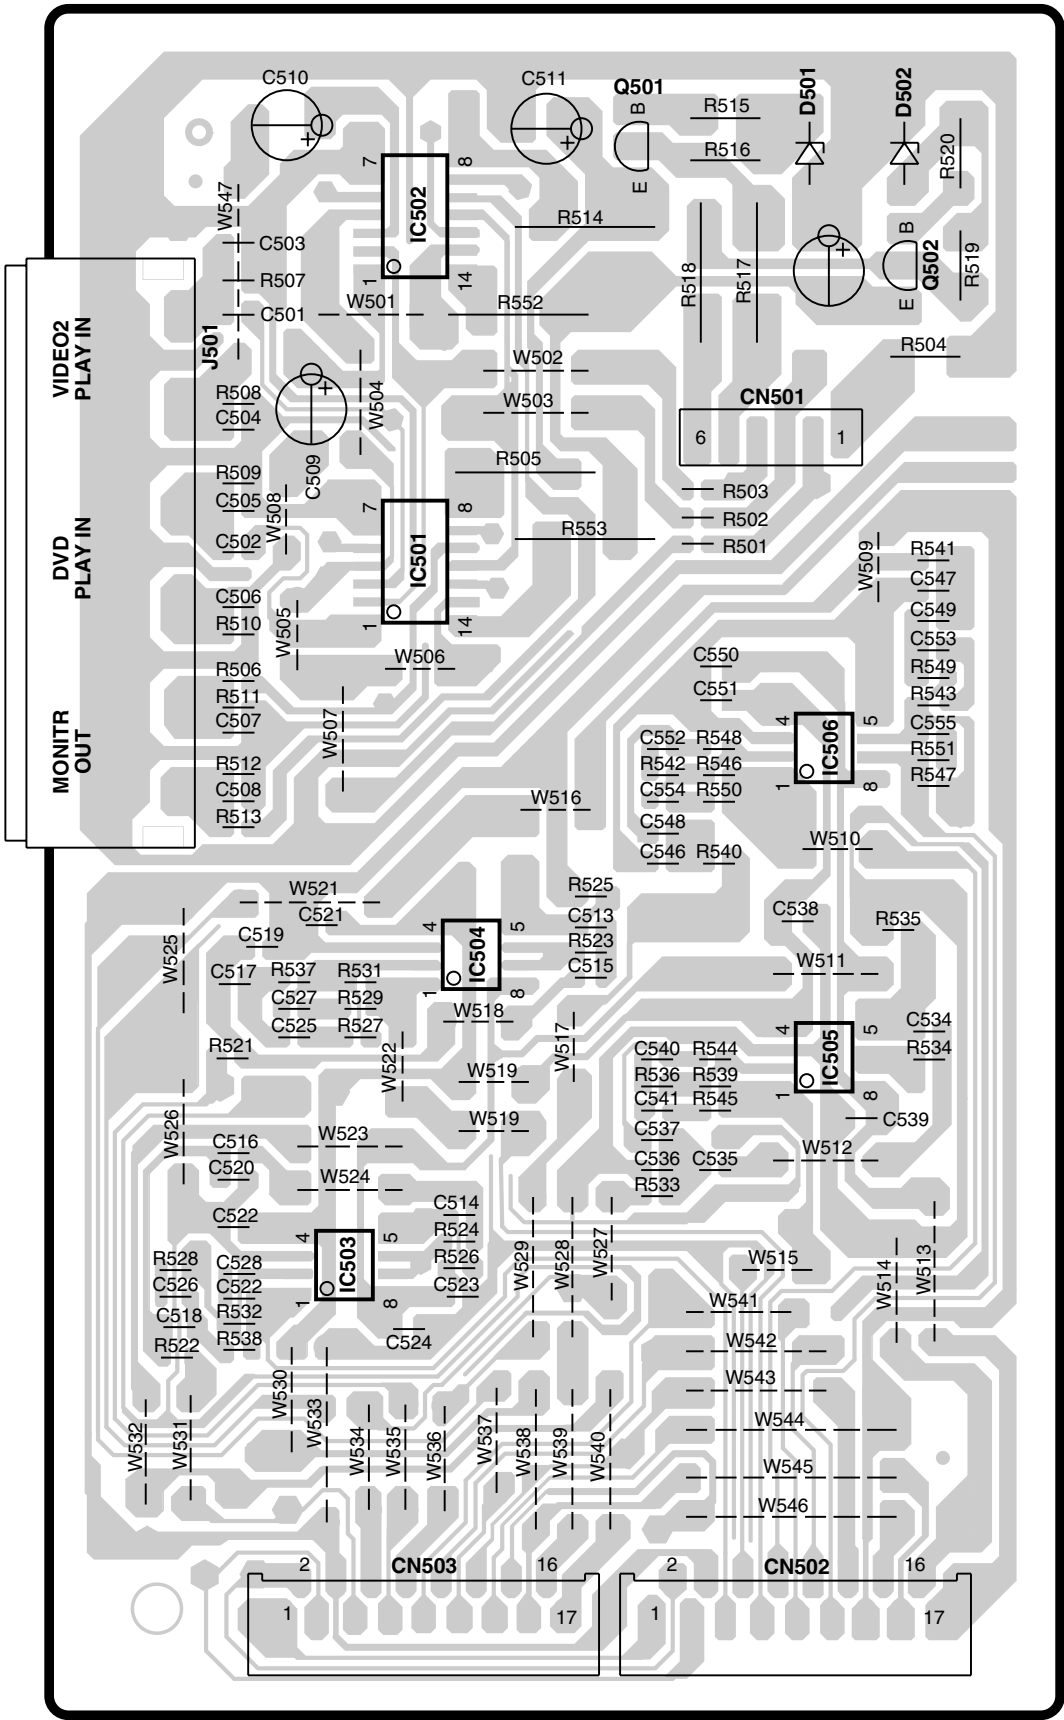 C510
C511
Q501
B
E
R515
R516
D501
D502
R520
7
8
IC502
1
14
W547
C503
R507
C501
W501
R552
R514
R518
R517
B
Q502
E
R519
R504
VIDEO2
PLAY IN
J501
R508
C504
C509
W504
W502
W503
CN501
6
1
R505
R503
R502
R501
R509
C505
C502
W508
7
8
IC501
1
14
R553
DVD
PLAY IN
C506
R510
W505
W506
W509
R541
C547
C549
C553
R549
R543
C555
R551
R547
C550
C551
R506
R511
C507
W507
MONITR
OUT
R512
C508
R513
4
5
IC506
1
8
C552
R548
R542
R546
C554
R550
C548
C546
R540
W516
W510
W521
C521
R525
C513
R523
C515
C538
R535
W525
C519
C517
R537
R531
C527
R529
C525
R527
4
5
IC504
1
8
W511
W518
W517
R521
W522
W519
W519
C540
R544
R536
R539
C541
R545
C537
C536
C535
R533
4
5
IC505
1
8
C534
R534
C539
W512
W526
C516
C520
C522
W523
W524
C514
R524
R526
C523
4
5
IC503
1
8
C524
R528
C528
C526
C522
C518
R532
R522
R538
W529
W528
W527
W515
W514
W513
W541
W542
W543
W544
W545
W546
W530
W533
W532
W531
W534
W535
W536
W537
W538
W539
W540
2
CN503
16
1
17
2
CN502
16
1
17